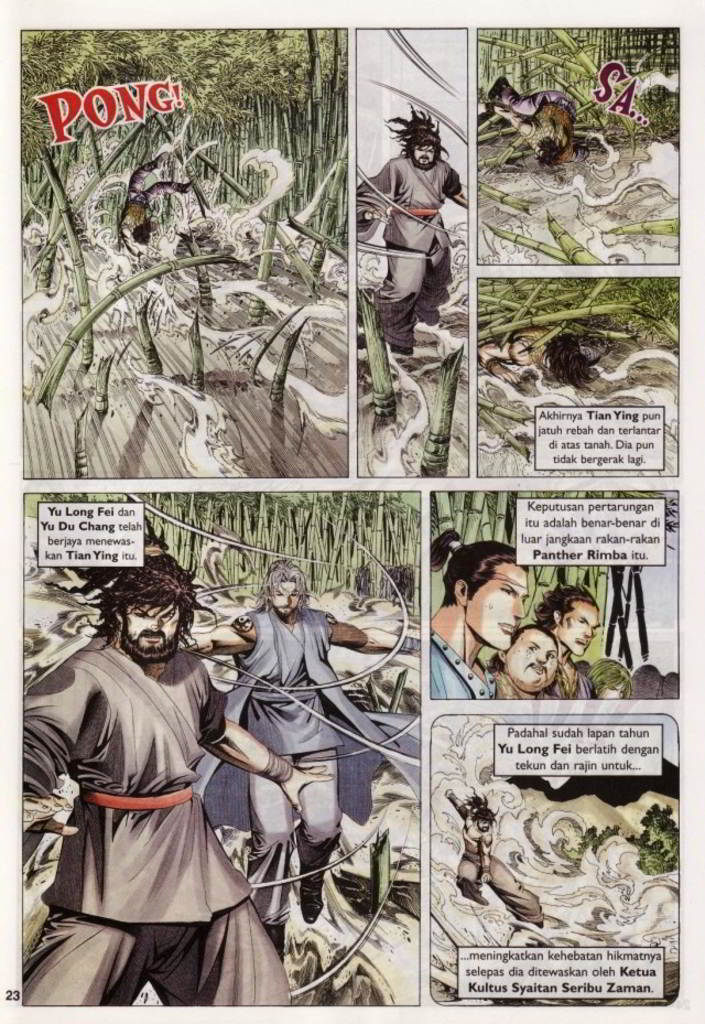 PONG!
SA..
Akhirnya Tian Ying pun
jatuh rebah dan terlantar
di atas tanah. Dia pun
tidak bergerak lagi.
Yu Long Fei dan
Yu Du Chang telah
berjaya menewas-
kan Tian Ying itu.
Keputusan pertarungan
itu adalah benar-benar di
luar jangkaan rakan-rakan
Panther Rimba itu.
Padahal sudah lapan tahun
Yu Long Fei berlatih dengan
tekun dan rajin untuk...
...meningkatkan kehebatan hikmatnya
selepas dia ditewaskan oleh Ketua
Kultus Syaitan Seribu Zaman.
23